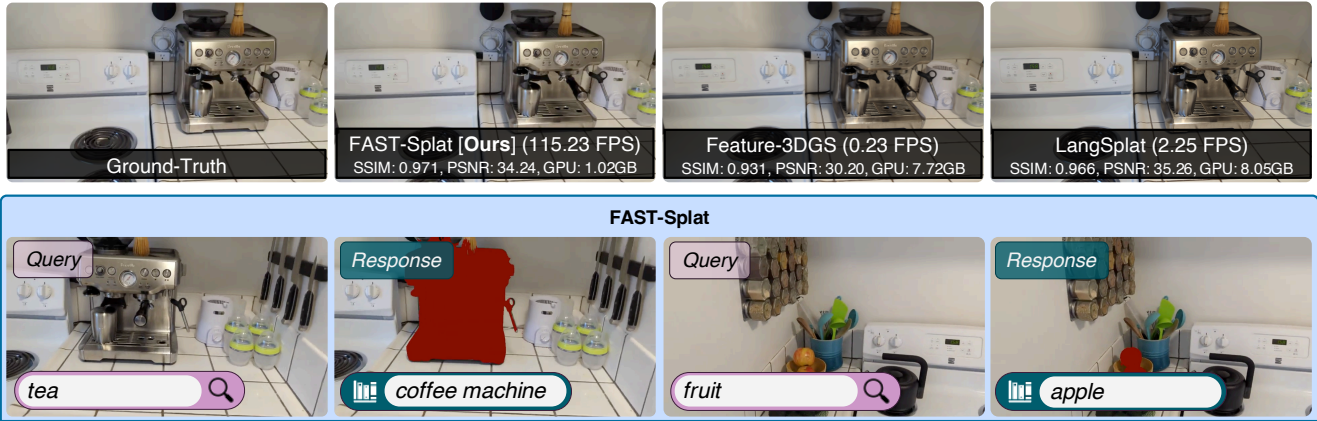 Ground-Truth
FAST-Splat [Ours] (115.23 FPS)
SSIM: 0.971, PSNR: 34.24, GPU: 1.02GB
Feature-3DGS (0.23 FPS)
SSIM: 0.931, PSNR: 30.20, GPU: 7.72GB
LangSplat (2.25 FPS)
SSIM: 0.966, PSNR: 35.26, GPU: 8.05GB
FAST-Splat
Query
Response
Query
Response
tea
coffee machine
fruit
apple